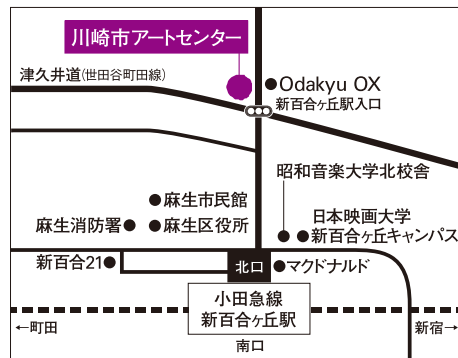 川崎市アートセンター
津久井道(世田谷町田線)
Odakyu OX
新百合ヶ丘駅入口
昭和音楽大学北校舎
麻生市民館
麻生消防署
麻生区役所
日本映画大学
新百合ヶ丘キャンパス
新百合21
北口
マクドナルド
小田急線
新百合ヶ丘駅
←町田
新宿→
南口